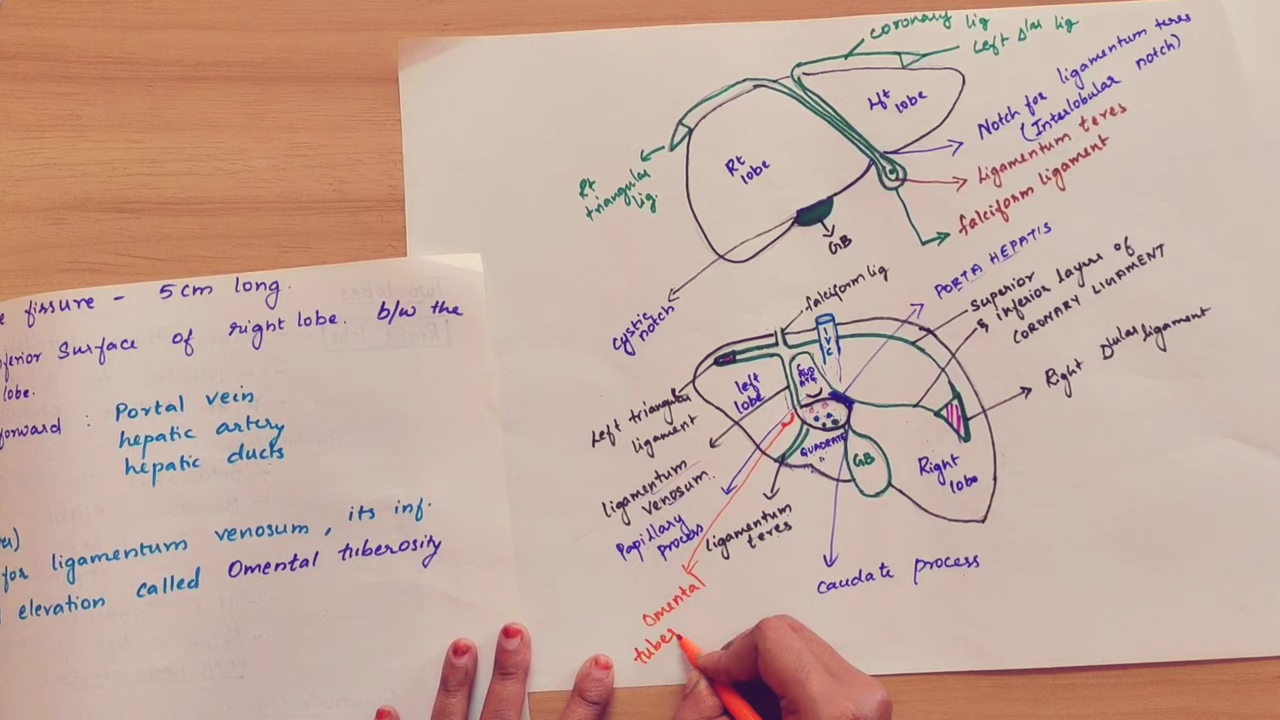 e fissure - 5cm long.
ferior surface of right lobe. b/w the
lobe.
forward : Portal vein
hepatic artery
hepatic ducts
for ligamentum venosum, its inf.
elevation called Omental tuberosity
coronary lig
Left Δlar lig
Notch for ligamentum teres
(Interlobular notch)
Ligamentum teres
falciform ligament
Lft
lobe
Rt
lobe
Rt
triangular
lig.
GB
cystic
notch
falciform lig
PORTA HEPATIS
superior
& inferior layers of
CORONARY LIGAMENT
Right Δular ligament
IVC
left
lobe
Left triangular
ligament
QUADRATE
GB
Right
lobe
ligamentum
venosum.
Papillary
process
ligamentum
teres
caudate process
omental
tube